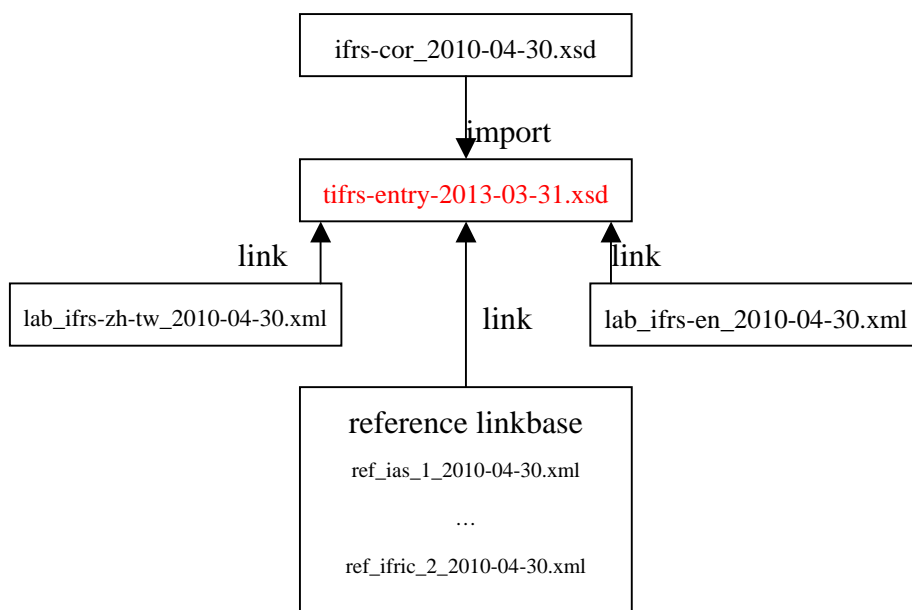 ifrs-cor_2010-04-30.xsd
import
tifrs-entry-2013-03-31.xsd
link
link
lab_ifrs-zh-tw_2010-04-30.xml
link
lab_ifrs-en_2010-04-30.xml
reference linkbase
ref_ias_1_2010-04-30.xml
…
ref_ifric_2_2010-04-30.xml